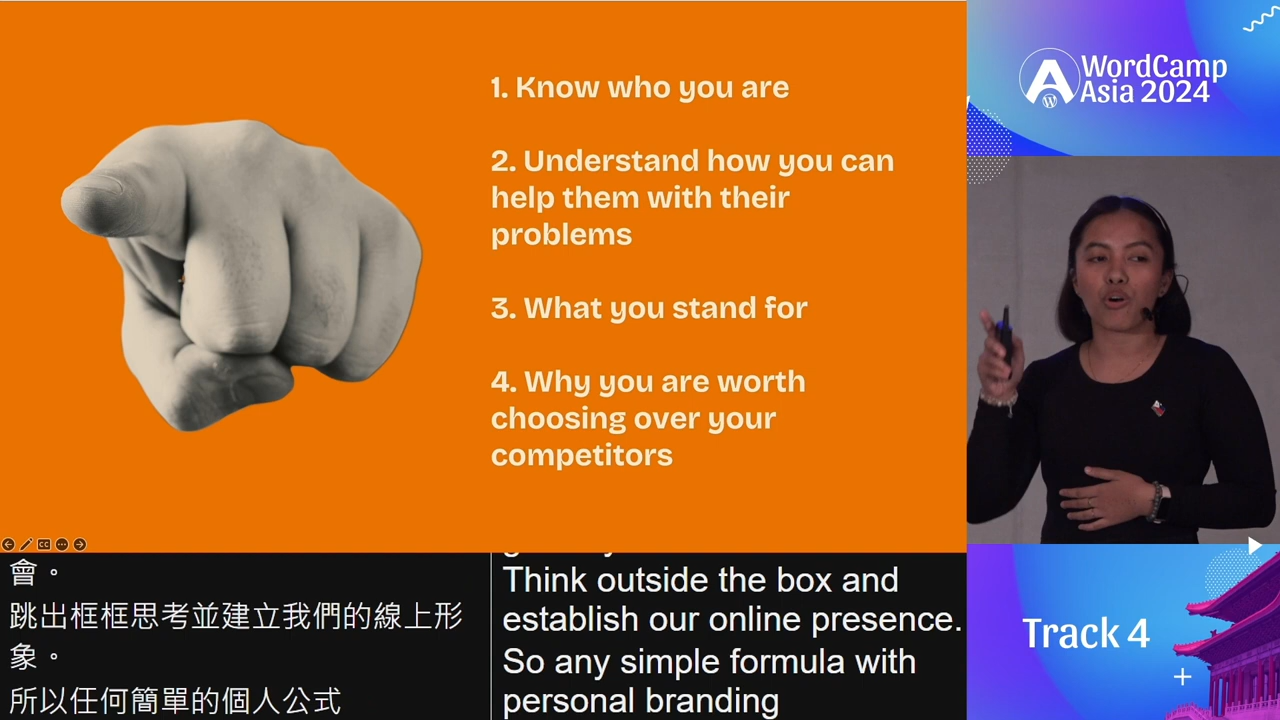 1. Know who you are
2. Understand how you can
help them with their
problems
3. What you stand for
4. Why you are worth
choosing over your
competitors
WordCamp
Asia 2024
會。
跳出框框思考並建立我們的線上形
象。
所以任何簡單的個人公式
Think outside the box and
establish our online presence.
So any simple formula with
personal branding
Track 4